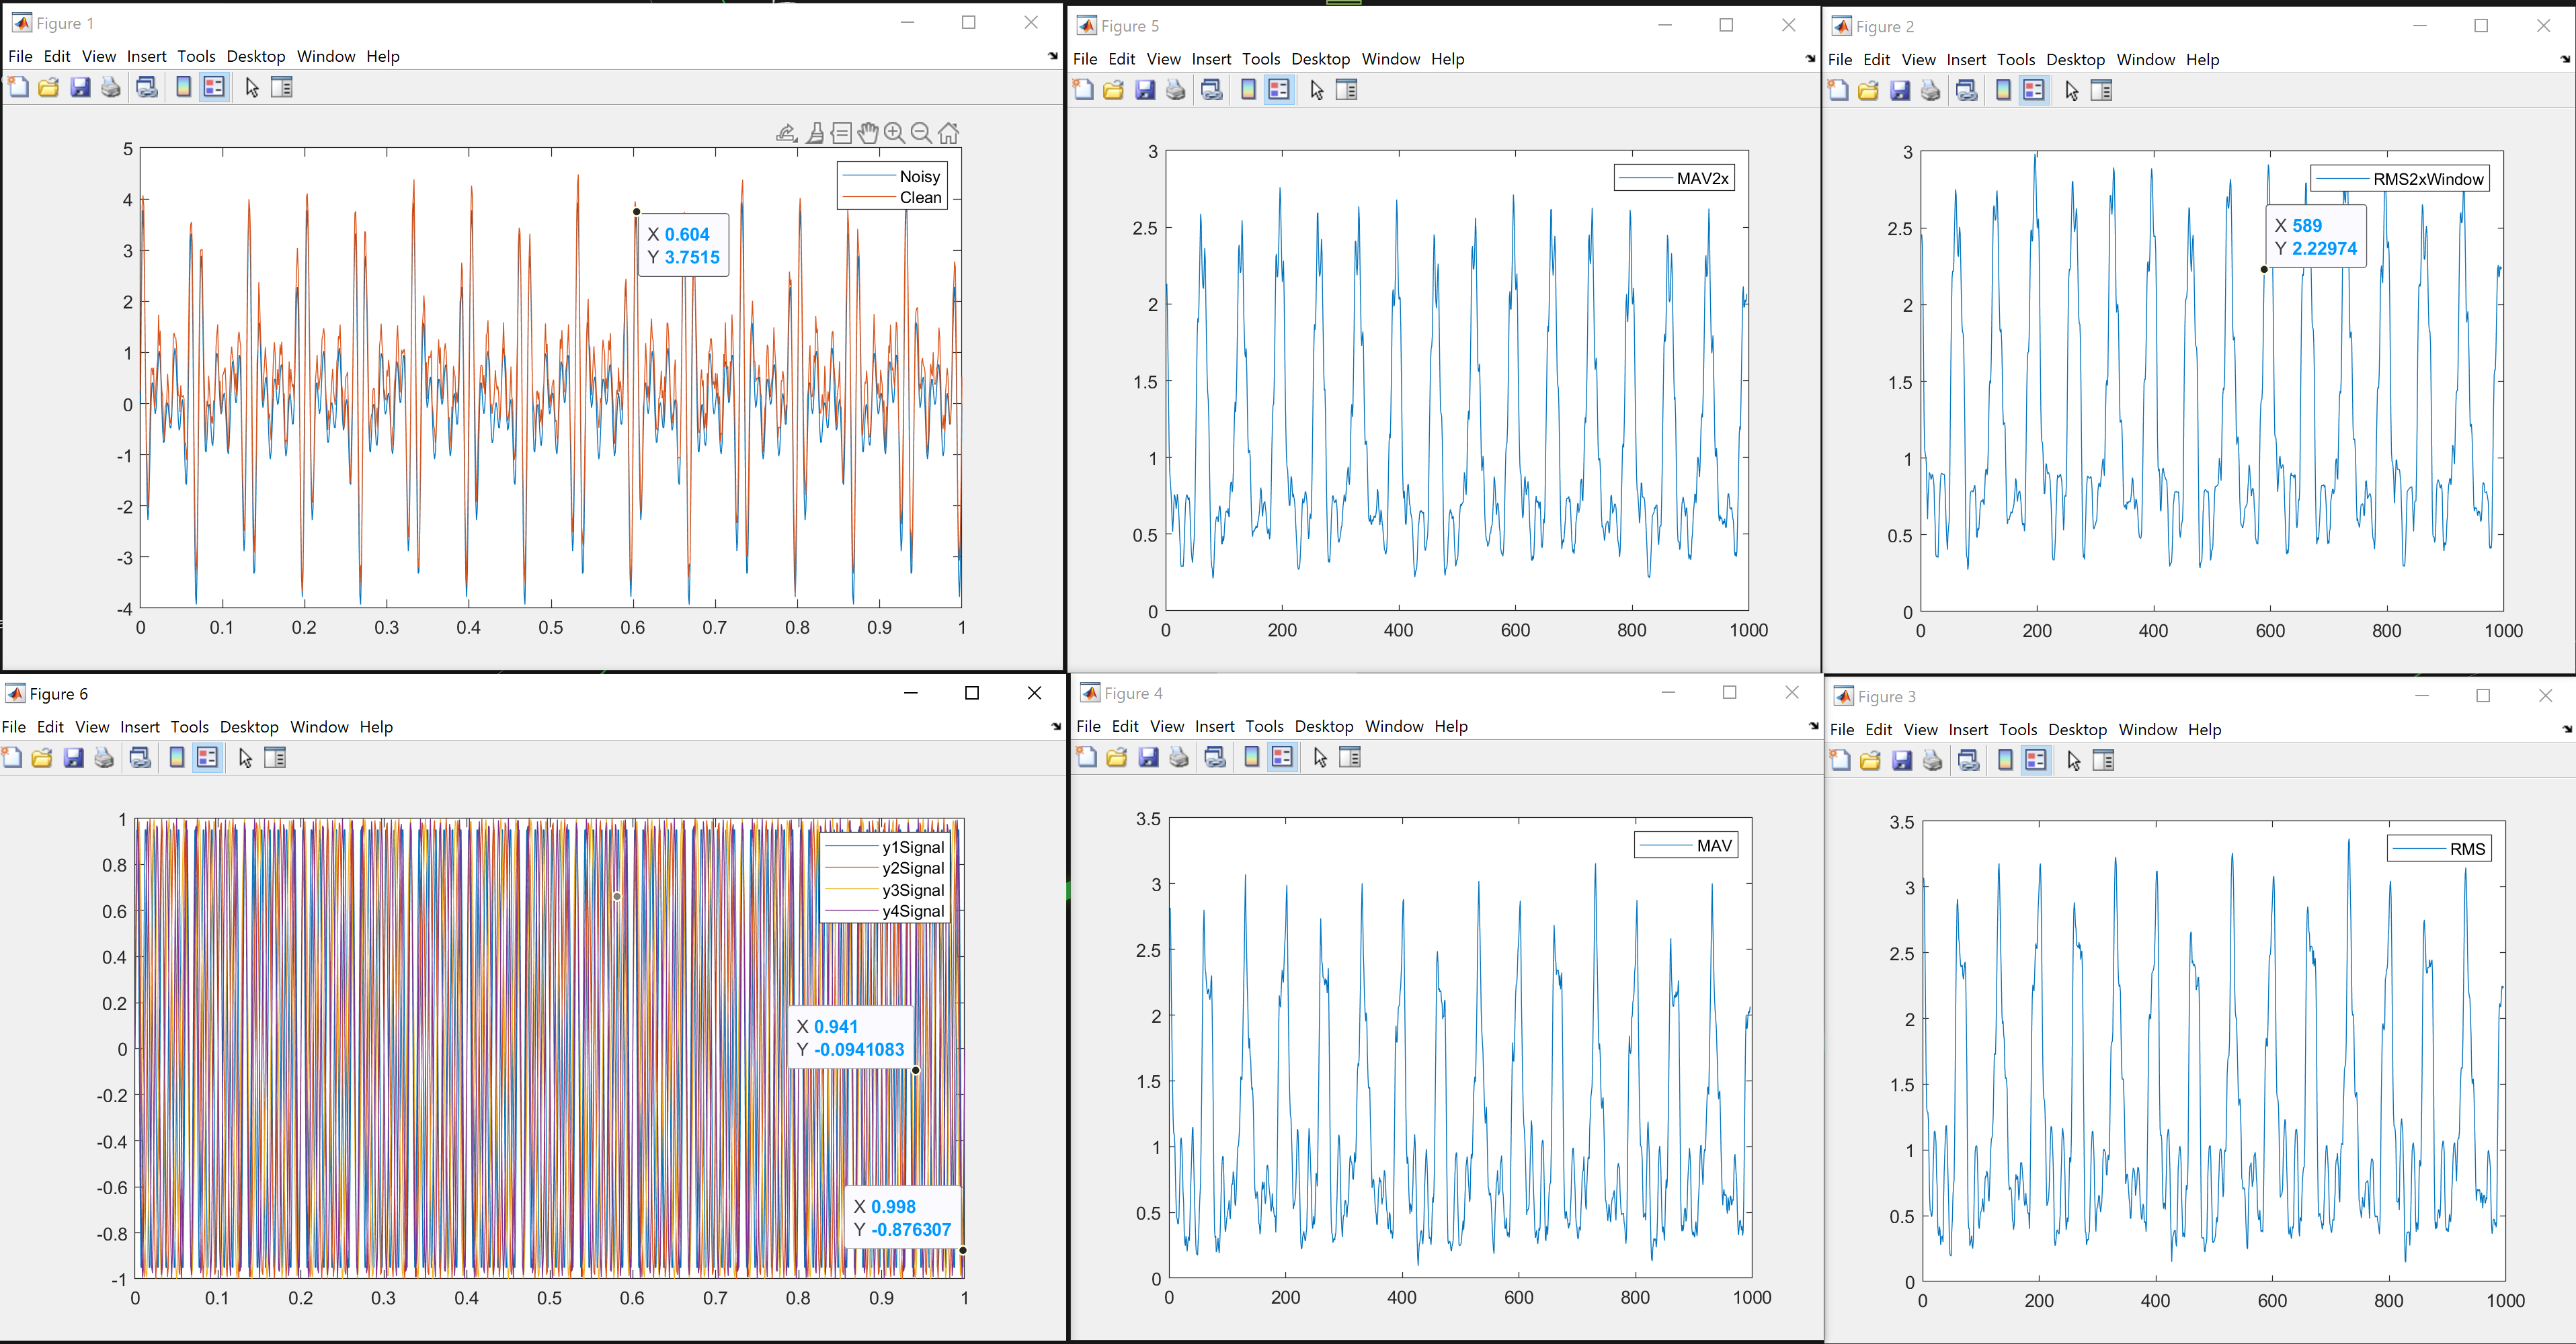 Figure 1
File Edit View Insert Tools Desktop Window Help
5
4
3
2
1
0
-1
-2
-3
-4
0 0.1 0.2 0.3 0.4 0.5 0.6 0.7 0.8 0.9 1
Noisy
Clean
X 0.604
Y 3.7515
Figure 5
File Edit View Insert Tools Desktop Window Help
3
2.5
2
1.5
1
0.5
0
0 200 400 600 800 1000
MAV2x
Figure 2
File Edit View Insert Tools Desktop Window Help
3
2.5
2
1.5
1
0.5
0
0 200 400 600 800 1000
RMS2xWindow
X 589
Y 2.22974
Figure 6
File Edit View Insert Tools Desktop Window Help
1
0.8
0.6
0.4
0.2
0
-0.2
-0.4
-0.6
-0.8
-1
0 0.1 0.2 0.3 0.4 0.5 0.6 0.7 0.8 0.9 1
y1Signal
y2Signal
y3Signal
y4Signal
X 0.941
Y -0.0941083
X 0.998
Y -0.876307
Figure 4
File Edit View Insert Tools Desktop Window Help
3.5
3
2.5
2
1.5
1
0.5
0
0 200 400 600 800 1000
MAV
Figure 3
File Edit View Insert Tools Desktop Window Help
3.5
3
2.5
2
1.5
1
0.5
0
0 200 400 600 800 1000
RMS